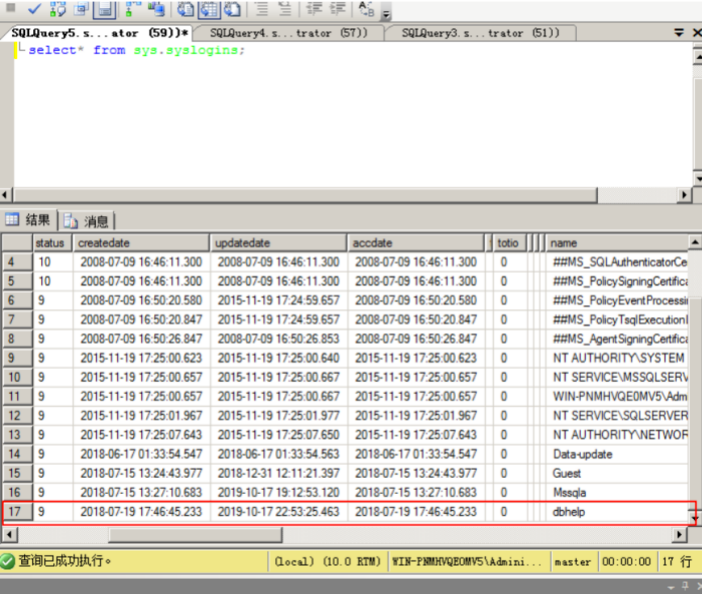 SQLQuery5.s...ator (59))* SQLQuery4.s...trator (57)) SQLQuery3.s...trator (51))
select* from sys.syslogins;
结果 消息
status createdate updatedate accdate totio name
4 10 2008-07-09 16:46:11.300 2008-07-09 16:46:11.300 2008-07-09 16:46:11.300 0 ##MS_SQLAuthenticatorCe
5 10 2008-07-09 16:46:11.300 2008-07-09 16:46:11.300 2008-07-09 16:46:11.300 0 ##MS_PolicySigningCertifica
6 9 2008-07-09 16:50:20.580 2015-11-19 17:24:59.657 2008-07-09 16:50:20.580 0 ##MS_PolicyEventProcessi
7 9 2008-07-09 16:50:20.847 2015-11-19 17:24:59.657 2008-07-09 16:50:20.847 0 ##MS_PolicyTsqlExecutionl
8 9 2008-07-09 16:50:26.847 2008-07-09 16:50:26.853 2008-07-09 16:50:26.847 0 ##MS_AgentSigningCertifica
9 9 2015-11-19 17:25:00.623 2015-11-19 17:25:00.640 2015-11-19 17:25:00.623 0 NT AUTHORITY\SYSTEM
10 9 2015-11-19 17:25:00.657 2015-11-19 17:25:00.667 2015-11-19 17:25:00.657 0 NT SERVICE\MSSQLSERV
11 9 2015-11-19 17:25:00.657 2015-11-19 17:25:00.667 2015-11-19 17:25:00.657 0 WIN-PNMHVQE0MV5\Adm
12 9 2015-11-19 17:25:01.967 2015-11-19 17:25:01.977 2015-11-19 17:25:01.967 0 NT SERVICE\SQLSERVER
13 9 2015-11-19 17:25:07.643 2015-11-19 17:25:07.650 2015-11-19 17:25:07.643 0 NT AUTHORITY\NETWOR
14 9 2018-06-17 01:33:54.547 2018-06-17 01:33:54.563 2018-06-17 01:33:54.547 0 Data-update
15 9 2018-07-15 13:24:43.977 2018-12-31 12:11:21.397 2018-07-15 13:24:43.977 0 Guest
16 9 2018-07-15 13:27:10.683 2019-10-17 19:12:53.120 2018-07-15 13:27:10.683 0 Mssqla
17 9 2018-07-19 17:46:45.233 2019-10-17 22:53:25.463 2018-07-19 17:46:45.233 0 dbhelp
查询已成功执行。 (local) (10.0 RTM) WIN-PNMHVQE0MV5\Admini... master 00:00:00 17 行